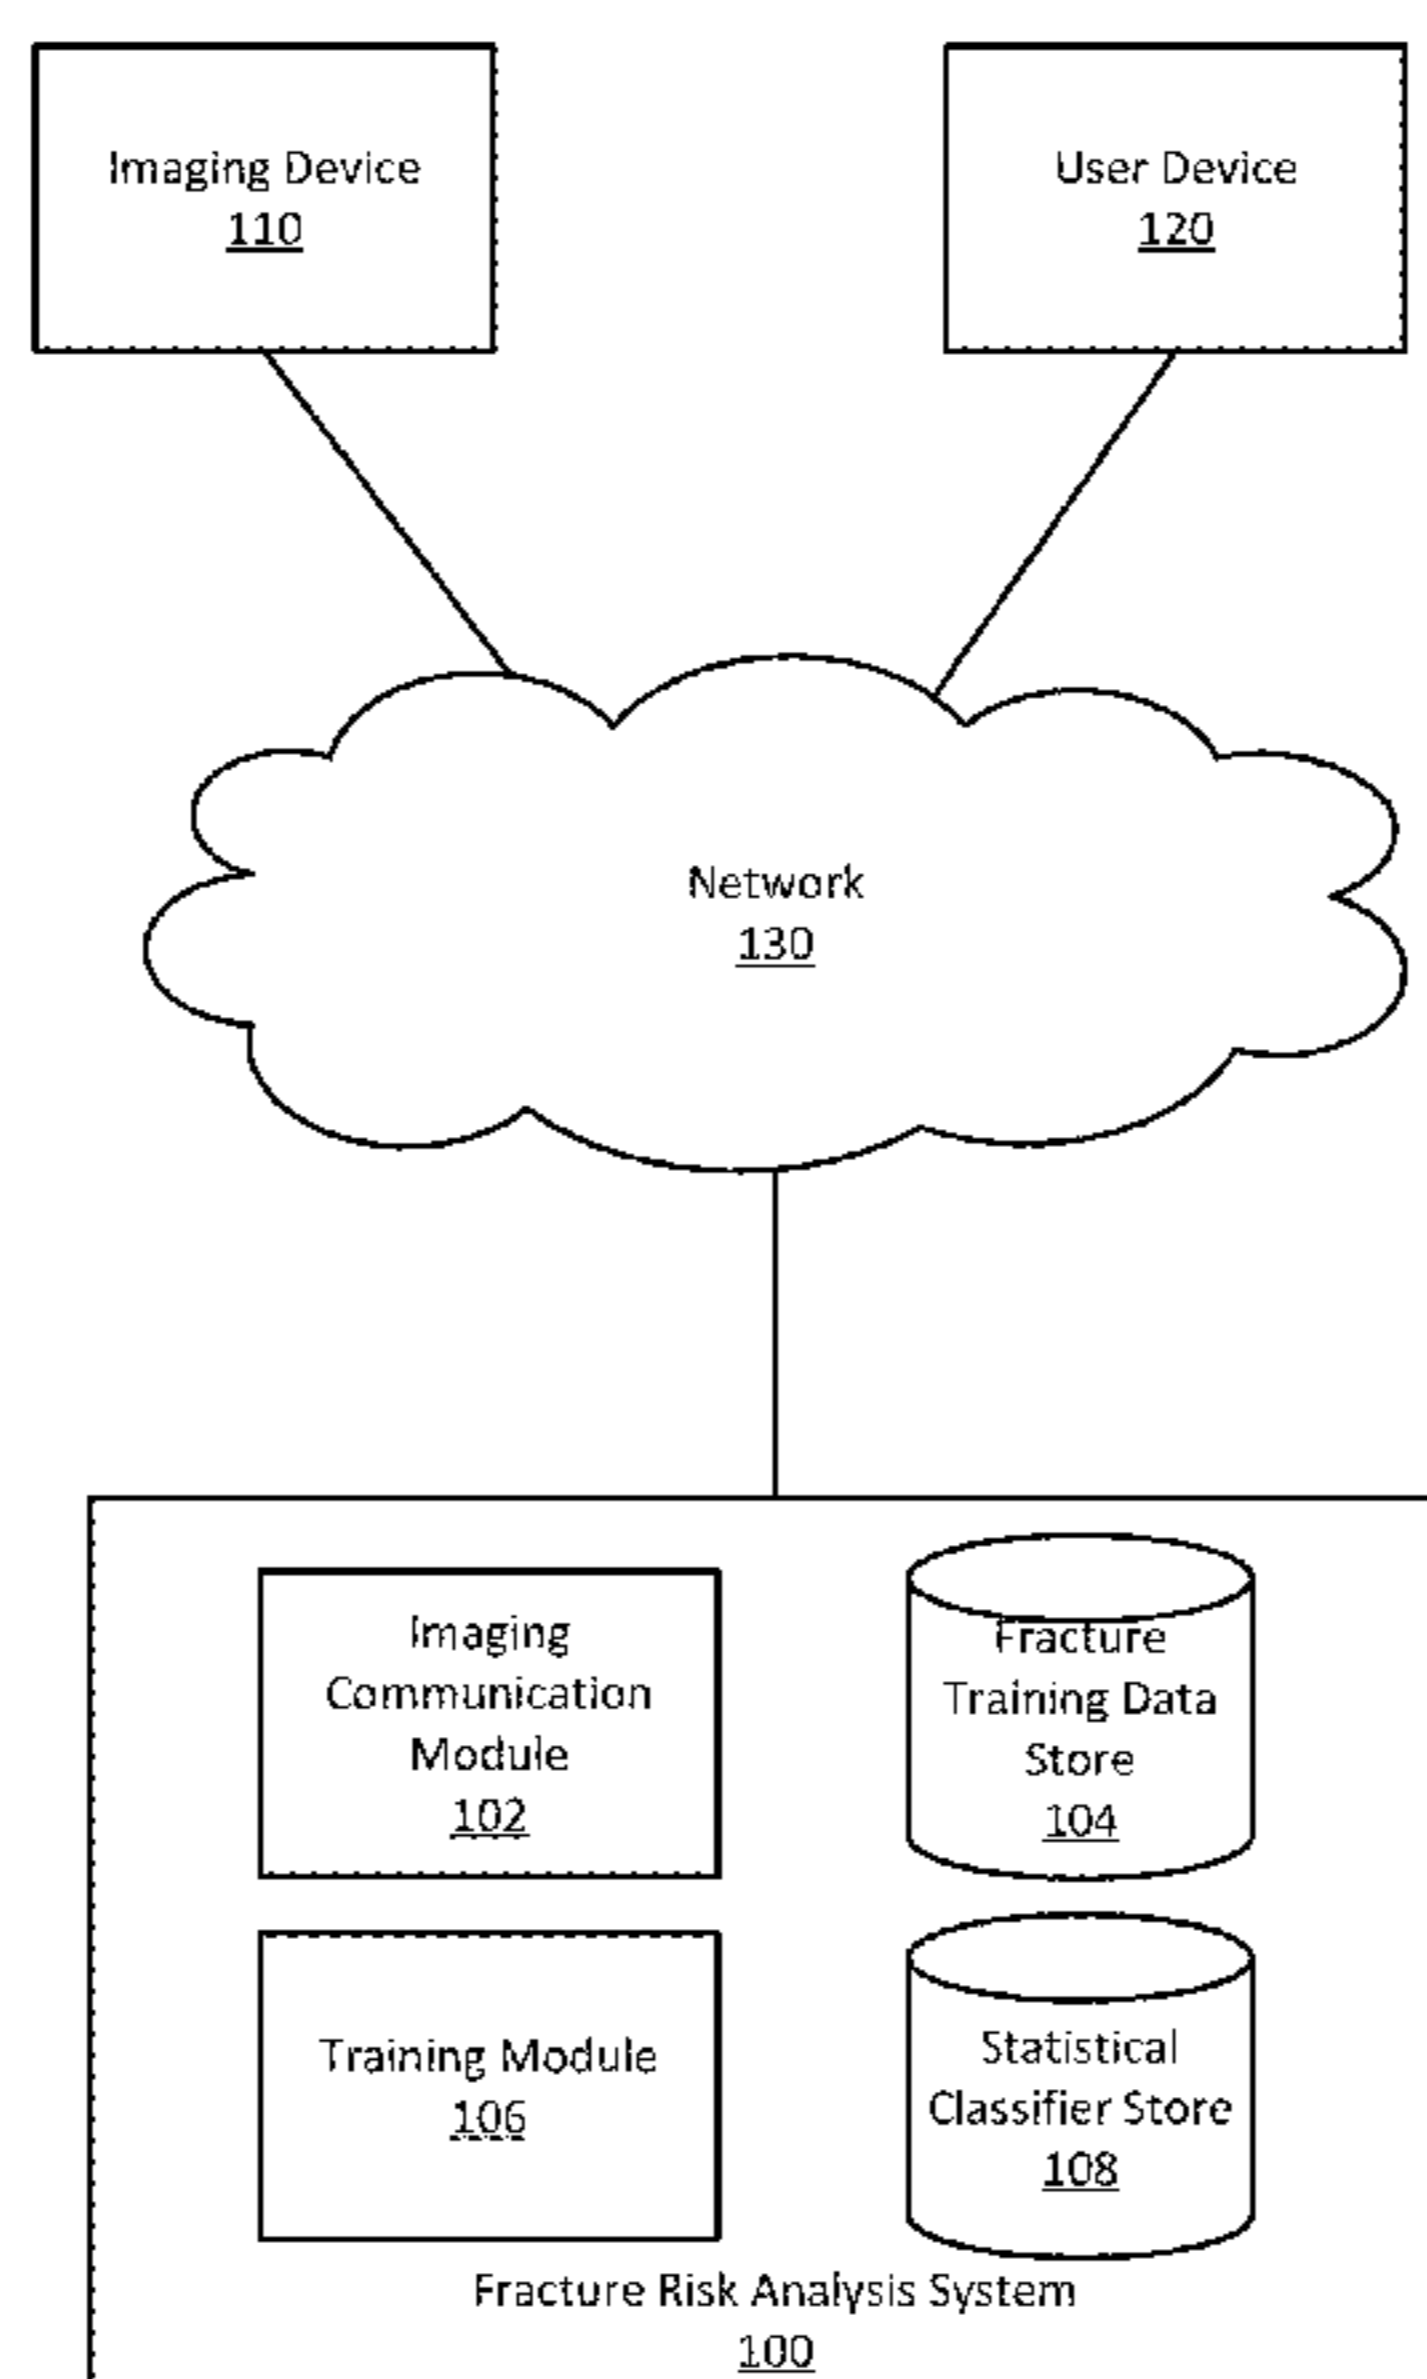 Imaging Device
110
User Device
120
Network
130
Imaging
Communication
Module
102
Fracture
Training Data
Store
104
Training Module
106
Statistical
Classifier Store
108
Fracture Risk Analysis System
100